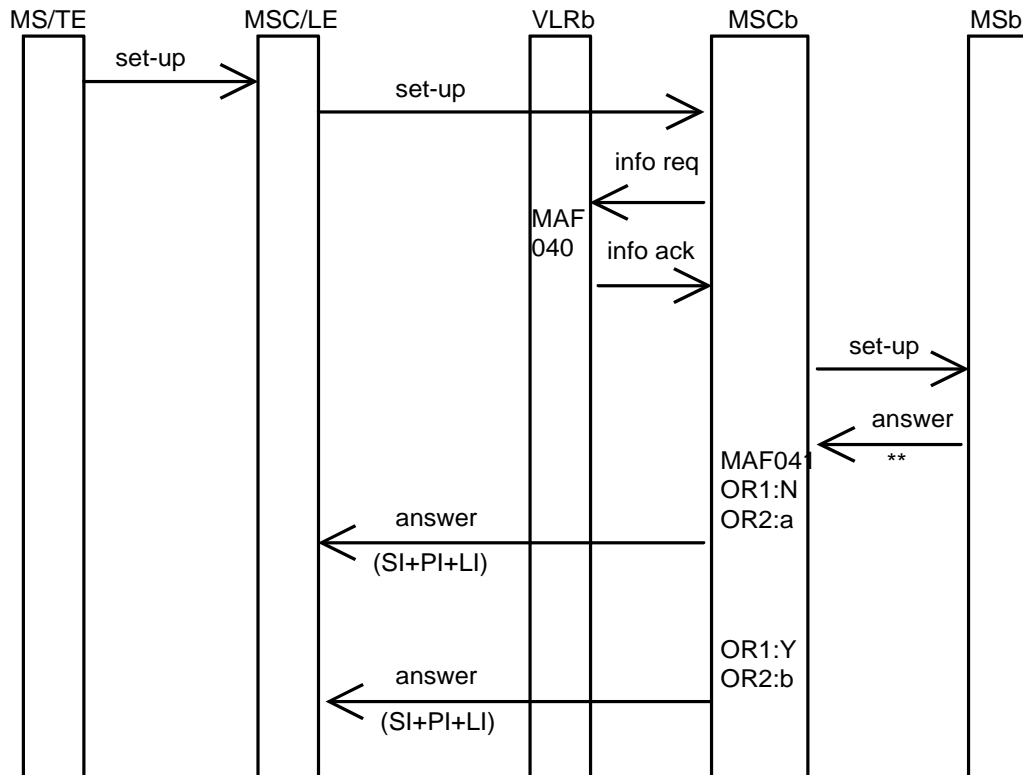 MS/TE MSC/LE VLRb MSCb MSb
set-up
set-up
info req
MAF
040
info ack
set-up
answer
**
MAF041
OR1:N
OR2:a
answer
(SI+PI+LI)
OR1:Y
OR2:b
answer
(SI+PI+LI)